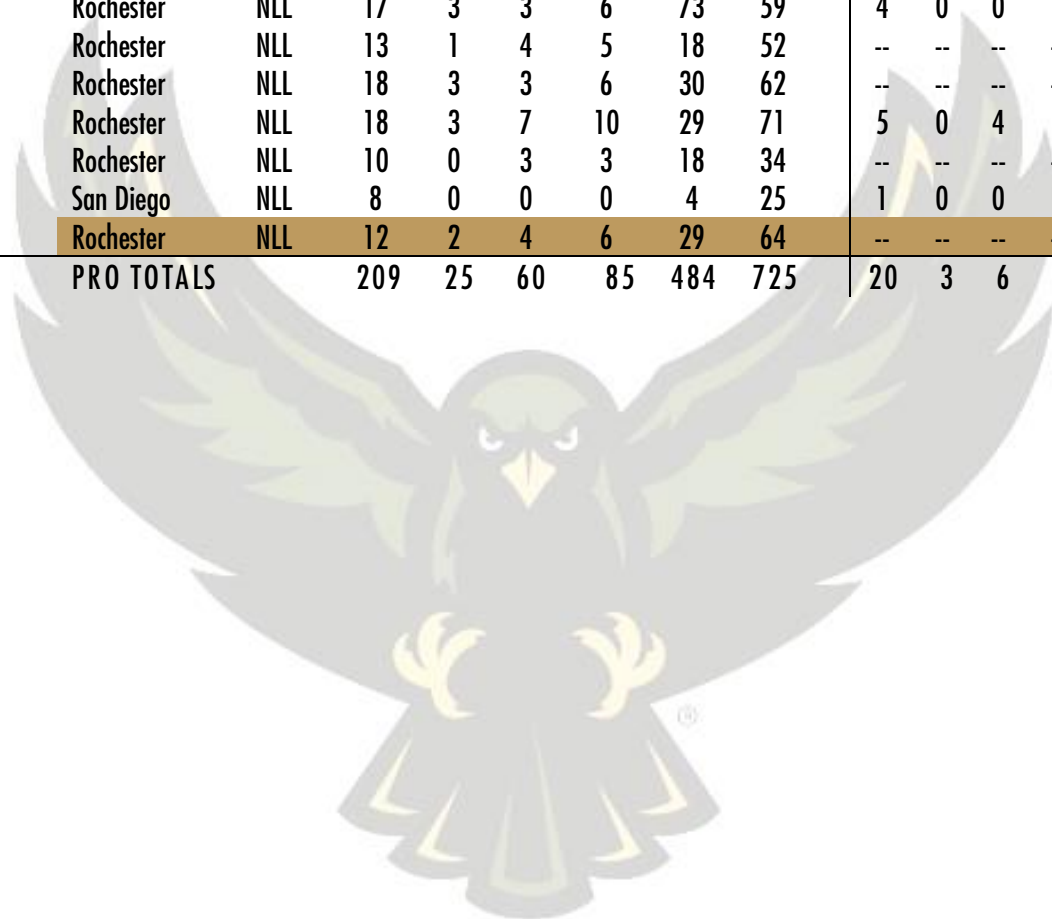 Rochester NLL 17 3 3 6 73 59 4 0 0
Rochester NLL 13 1 4 5 18 52 -- -- --
Rochester NLL 18 3 3 6 30 62 -- -- --
Rochester NLL 18 3 7 10 29 71 5 0 4
Rochester NLL 10 0 3 3 18 34 -- -- --
San Diego NLL 8 0 0 0 4 25 1 0 0
Rochester NLL 12 2 4 6 29 64 -- -- --
PRO TOTALS 209 25 60 85 484 725 20 3 6
®